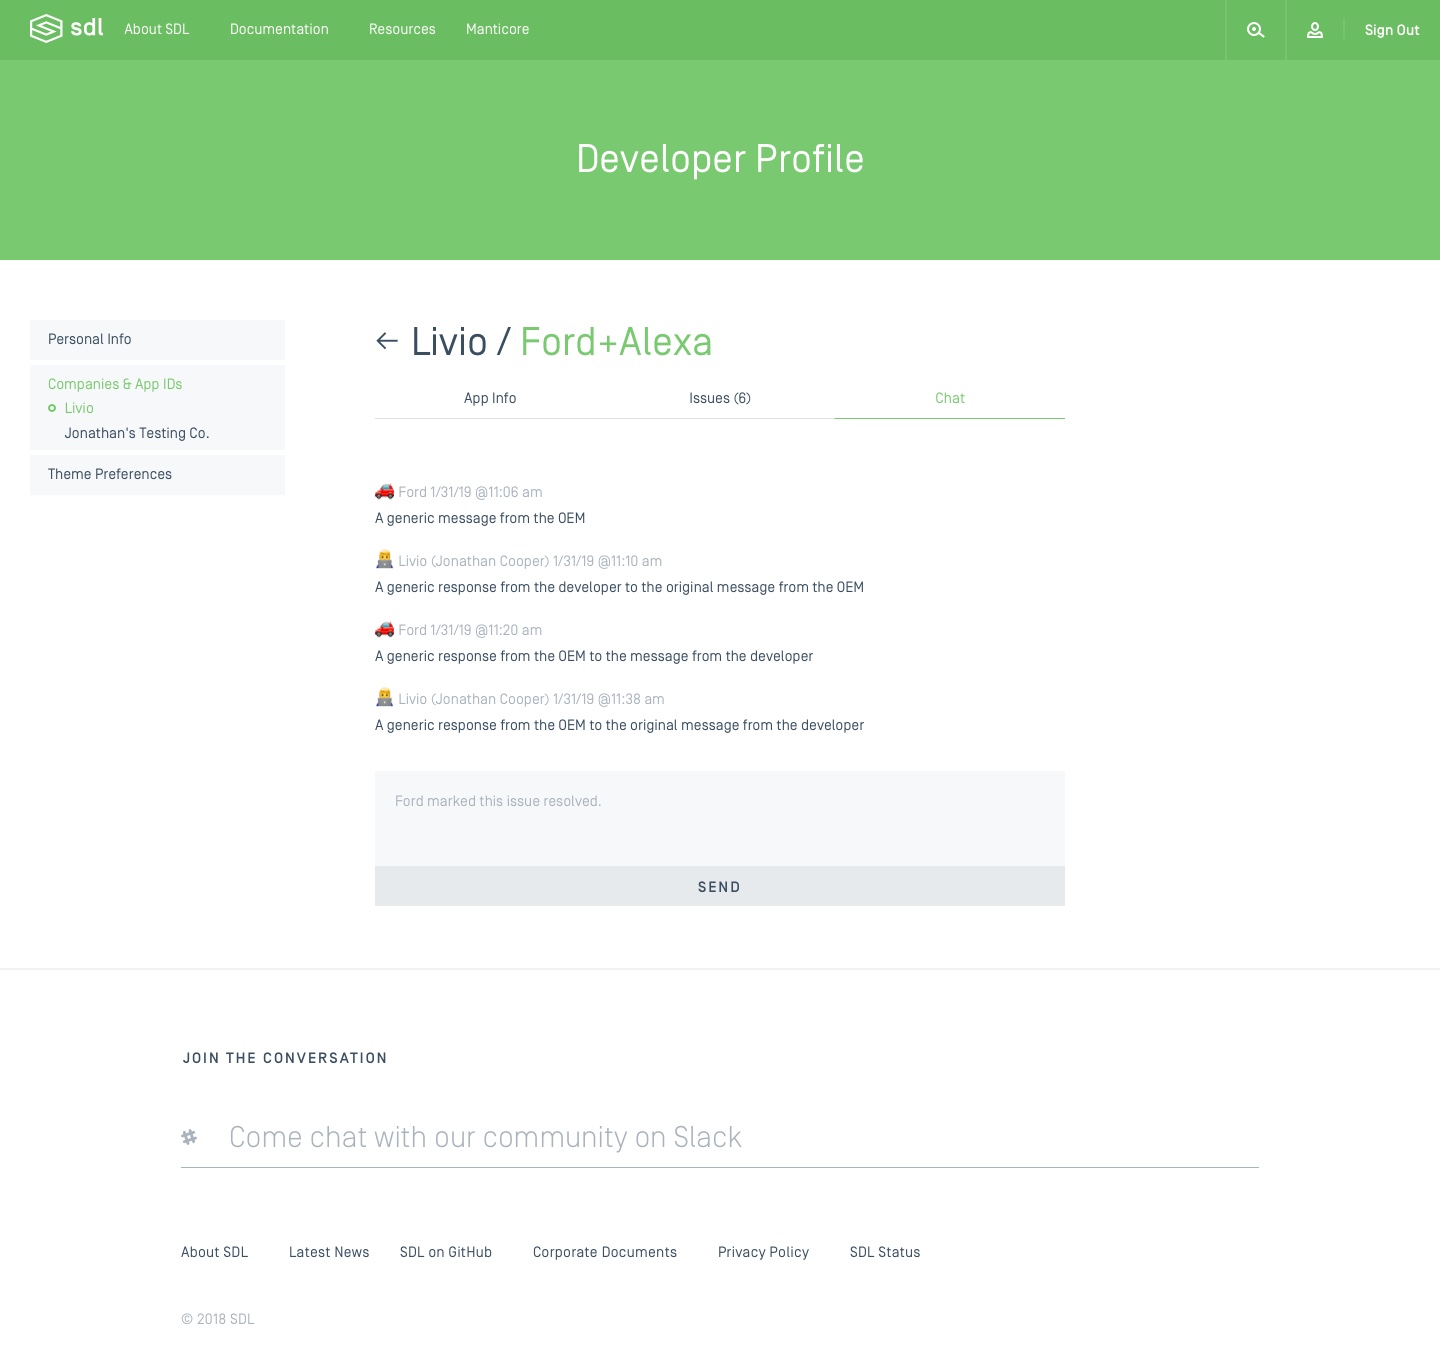 sdl About SDL Documentation Resources Manticore Sign Out
Developer Profile
Personal Info
Companies & App IDs
Livio
Jonathan's Testing Co.
Theme Preferences
← Livio / Ford+Alexa
App Info Issues (6) Chat
🚗 Ford 1/31/19 @11:06 am
A generic message from the OEM
👨‍💻 Livio (Jonathan Cooper) 1/31/19 @11:10 am
A generic response from the developer to the original message from the OEM
🚗 Ford 1/31/19 @11:20 am
A generic response from the OEM to the message from the developer
👨‍💻 Livio (Jonathan Cooper) 1/31/19 @11:38 am
A generic response from the OEM to the original message from the developer
Ford marked this issue resolved.
SEND
JOIN THE CONVERSATION
Come chat with our community on Slack
About SDL Latest News SDL on GitHub Corporate Documents Privacy Policy SDL Status
© 2018 SDL